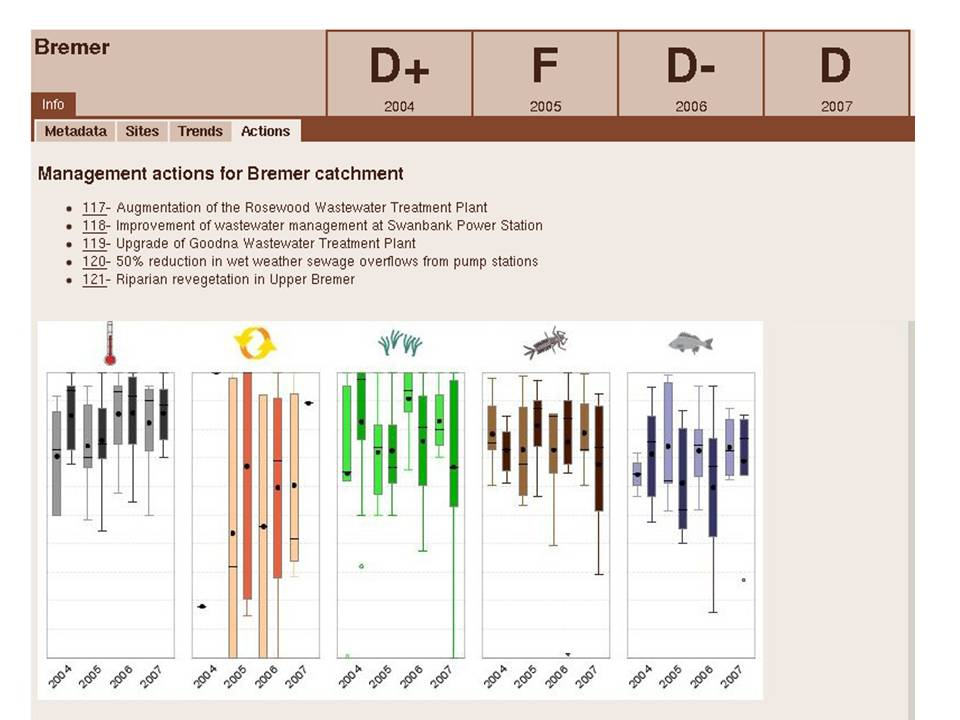 Bremer
D+
F
D-
D
2004
2005
2006
2007
Info
Metadata
Sites
Trends
Actions
Management actions for Bremer catchment
117- Augmentation of the Rosewood Wastewater Treatment Plant
118- Improvement of wastewater management at Swanbank Power Station
119- Upgrade of Goodna Wastewater Treatment Plant
120- 50% reduction in wet weather sewage overflows from pump stations
121- Riparian revegetation in Upper Bremer
2004 2005 2006 2007
2004 2005 2006 2007
2004 2005 2006 2007
2004 2005 2006 2007
2004 2005 2006 2007